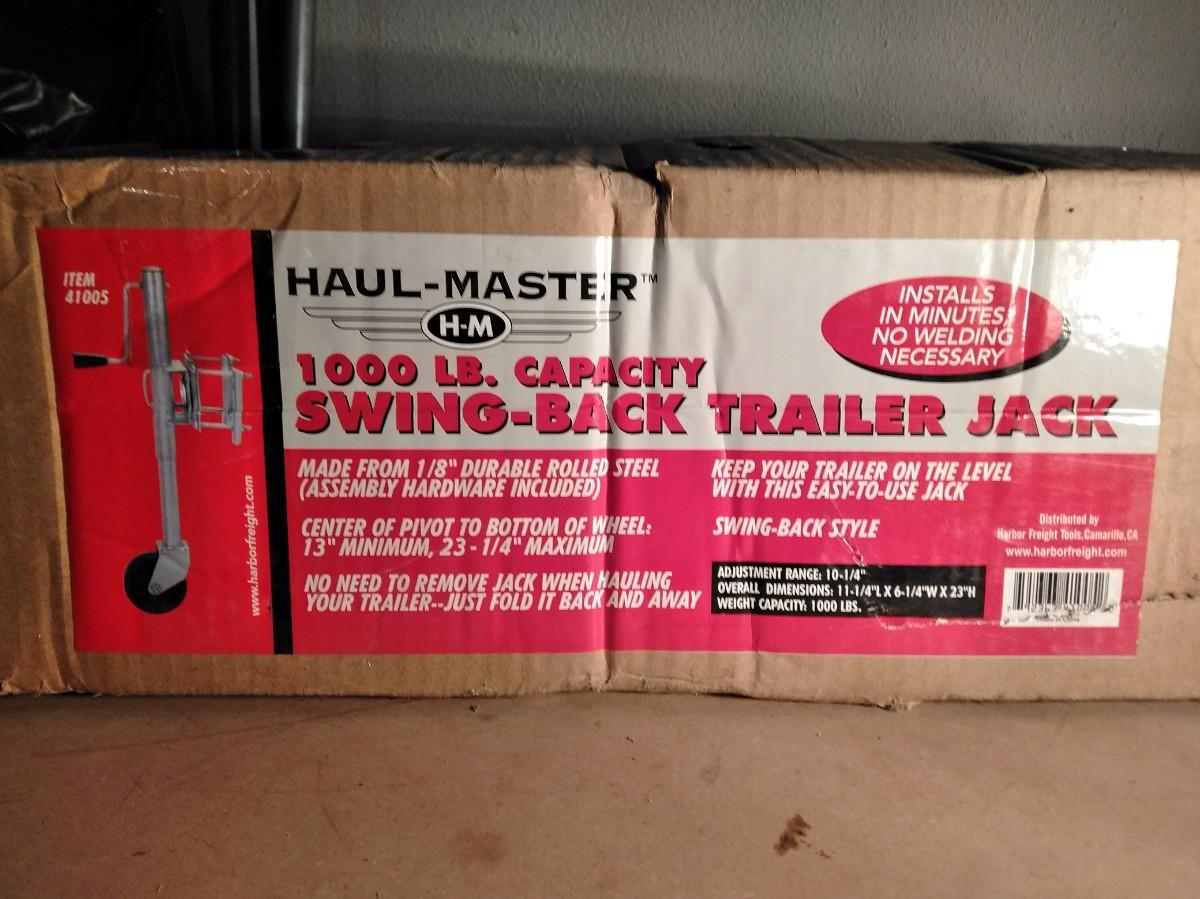 ITEM
41005
www.harborfreight.com
HAUL-MASTER™
H-M
INSTALLS
IN MINUTES,
NO WELDING
NECESSARY
1000 LB. CAPACITY
SWING-BACK TRAILER JACK
MADE FROM 1/8" DURABLE ROLLED STEEL
(ASSEMBLY HARDWARE INCLUDED)
CENTER OF PIVOT TO BOTTOM OF WHEEL:
13" MINIMUM, 23 - 1/4" MAXIMUM
NO NEED TO REMOVE JACK WHEN HAULING
YOUR TRAILER--JUST FOLD IT BACK AND AWAY
KEEP YOUR TRAILER ON THE LEVEL
WITH THIS EASY-TO-USE JACK
SWING-BACK STYLE
ADJUSTMENT RANGE: 10-1/4"
OVERALL DIMENSIONS: 11-1/4"L X 6-1/4"W X 23"H
WEIGHT CAPACITY: 1000 LBS.
Distributed by
Harbor Freight Tools, Camarillo, CA
www.harborfreight.com